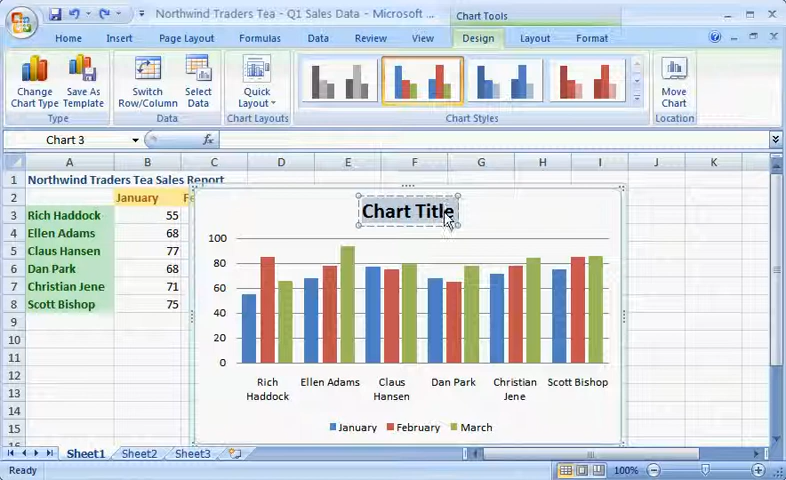 Northwind Traders Tea - Q1 Sales Data - Microsoft ...
Chart Tools
Home Insert Page Layout Formulas Data Review View Design Layout Format
Change Chart Type
Save As Template
Switch Row/Column
Select Data
Quick Layout
Move Chart
Type
Data
Chart Layouts
Chart Styles
Location
Chart 3
fx
A B C D E F G H I J K
1 Northwind Traders Tea Sales Report
2 January F
3 Rich Haddock 55
4 Ellen Adams 68
5 Claus Hansen 77
6 Dan Park 68
7 Christian Jene 71
8 Scott Bishop 75
9
10
11
12
13
14
15
16
Chart Title
100
80
60
40
20
0
Rich Haddock
Ellen Adams
Claus Hansen
Dan Park
Christian Jene
Scott Bishop
January February March
Sheet1 Sheet2 Sheet3
Ready
100%